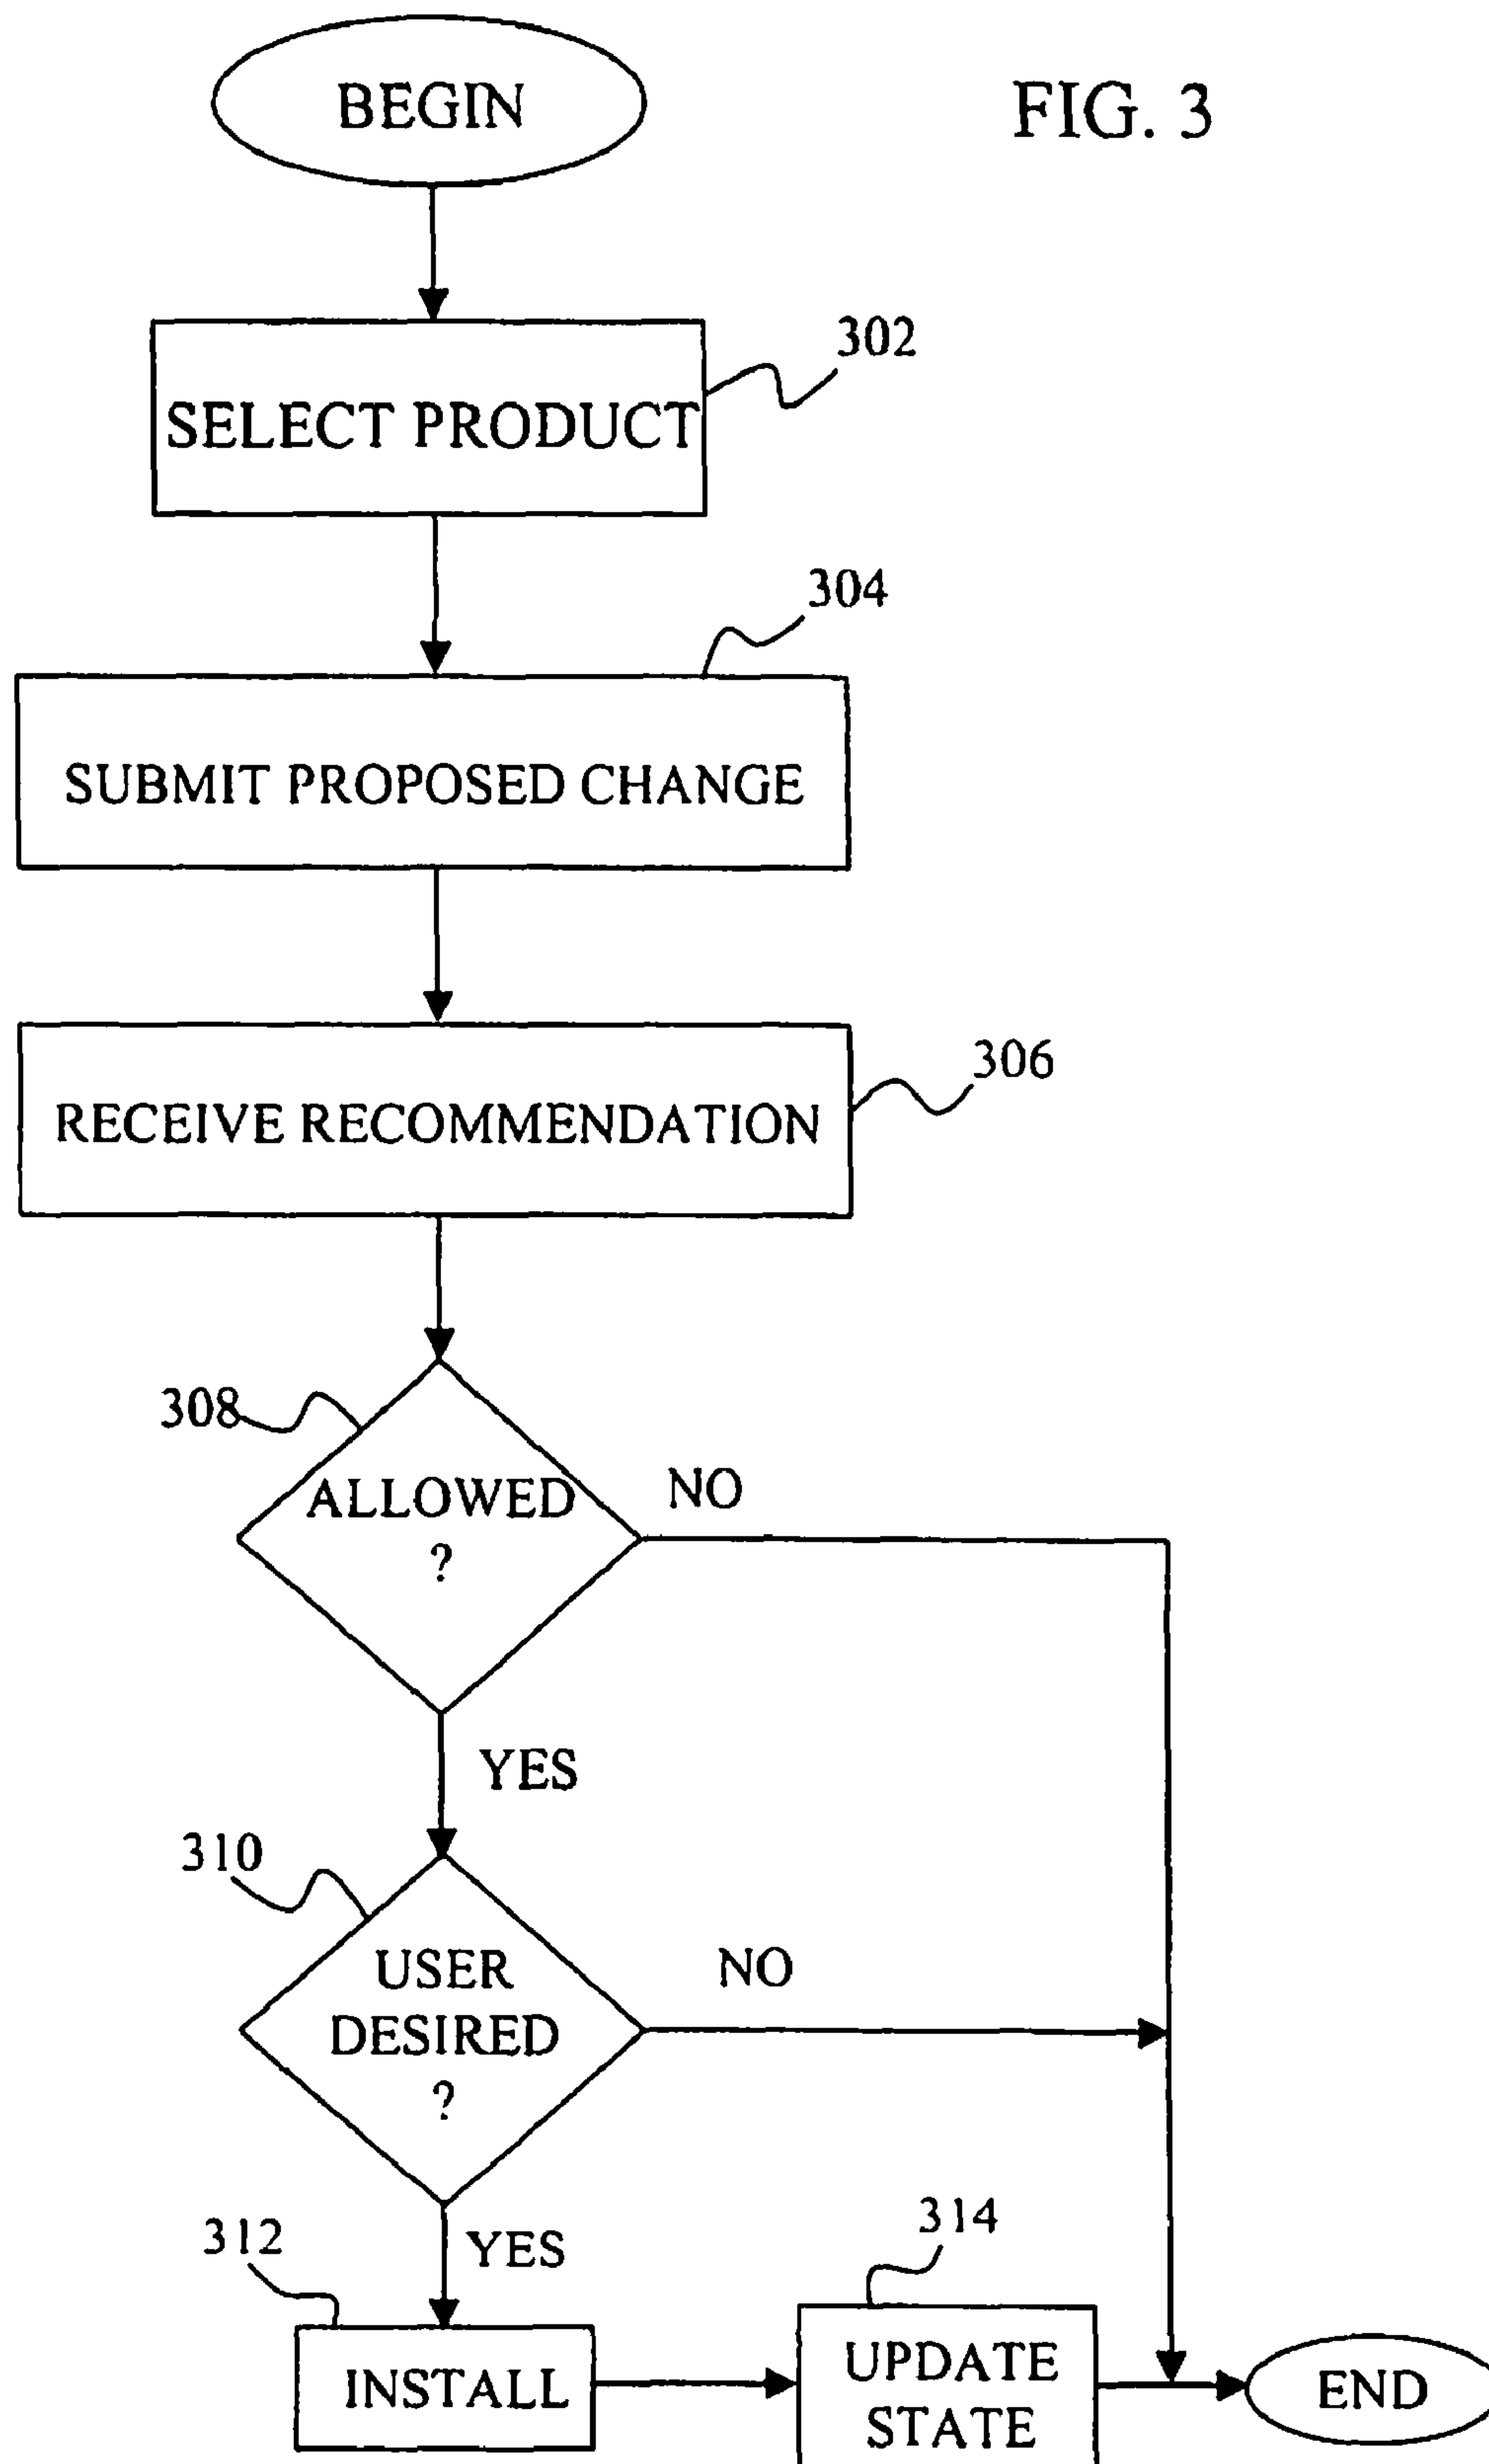 BEGIN
FIG. 3
302
SELECT PRODUCT
304
SUBMIT PROPOSED CHANGE
306
RECEIVE RECOMMENDATION
308
ALLOWED
?
NO
YES
310
USER
DESIRED
?
NO
312
YES
314
INSTALL
UPDATE
STATE
END